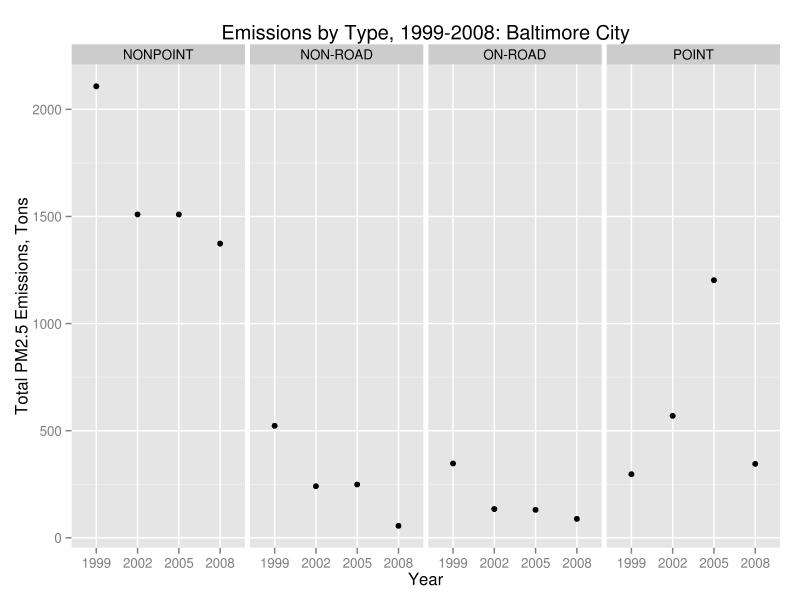 Emissions by Type, 1999-2008: Baltimore City
NONPOINT NON-ROAD ON-ROAD POINT
Total PM2.5 Emissions, Tons
2000
1500
1000
500
0
1999 2002 2005 2008 1999 2002 2005 2008 1999 2002 2005 2008 1999 2002 2005 2008
Year